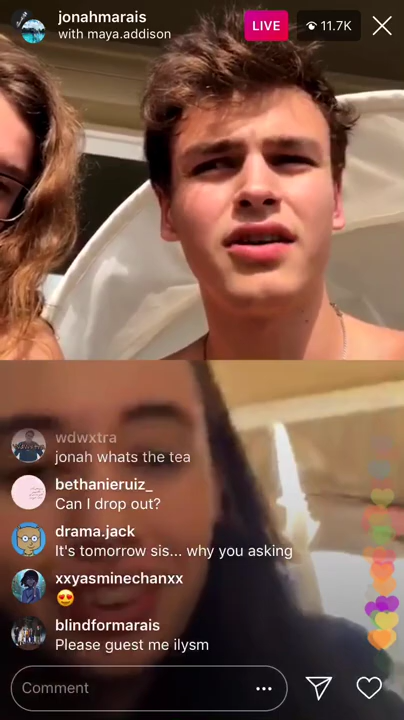 jonahmarais
with maya.addison
LIVE
11.7K
wdwxtra
jonah whats the tea
bethanieruiz_
Can I drop out?
drama.jack
It's tomorrow sis... why you asking
xxyasminechanxx
😍
blindformarais
Please guest me ilysm
Comment